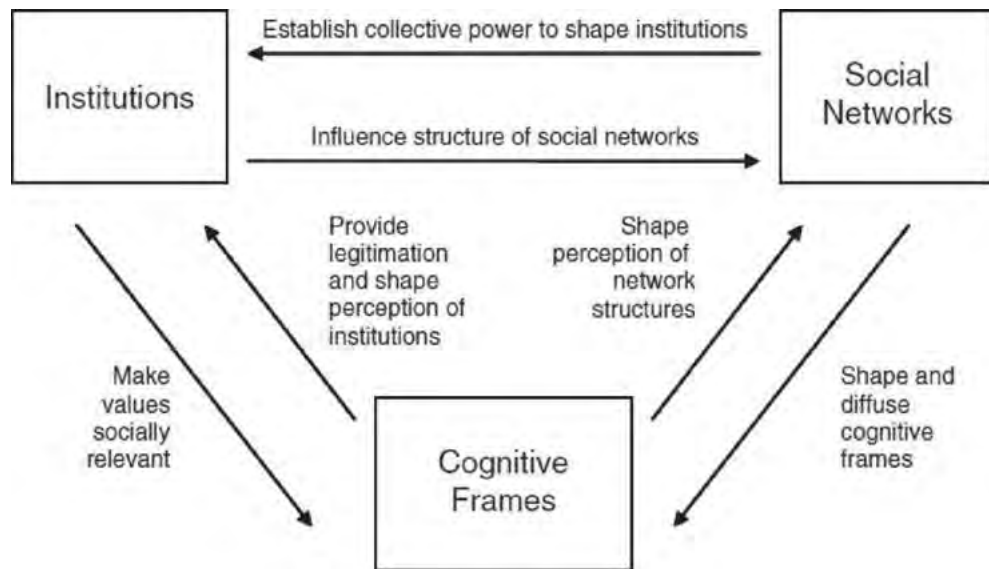 Establish collective power to shape institutions
Institutions
Social
Networks
Influence structure of social networks
Provide
legitimation
and shape
perception of
institutions
Shape
perception of
network
structures
Make
values
socially
relevant
Shape and
diffuse
cognitive
frames
Cognitive
Frames